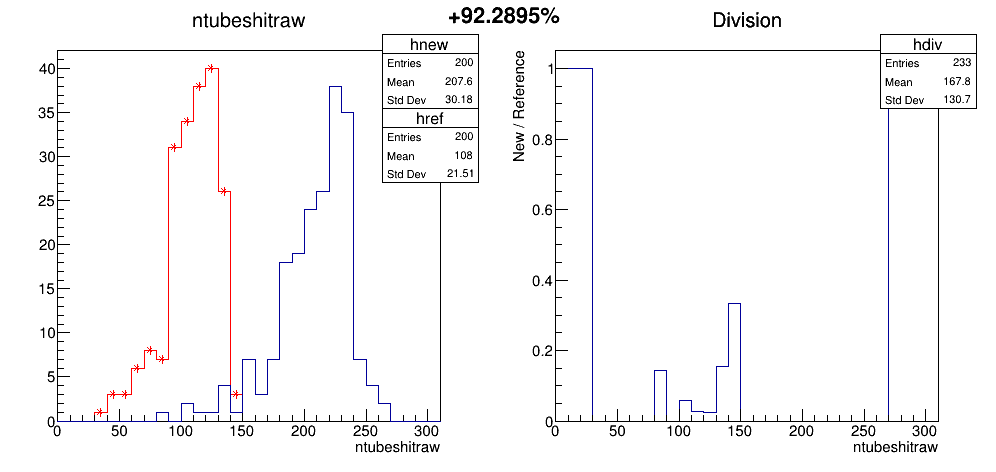 +92.2895%
ntubeshitraw
hnew
Entries 200
Mean 207.6
Std Dev 30.18
href
Entries 200
Mean 108
Std Dev 21.51
40
35
30
25
20
15
10
5
0
0 50 100 150 200 250 300
ntubeshitraw
Division
hdiv
Entries 233
Mean 167.8
Std Dev 130.7
New / Reference
1
0.8
0.6
0.4
0.2
0
0 50 100 150 200 250 300
ntubeshitraw